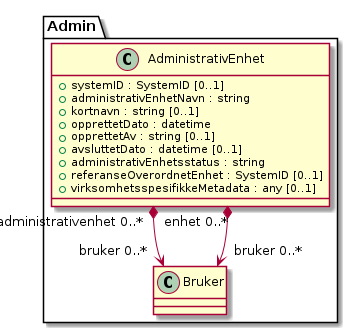 Admin
C AdministrativEnhet
systemID : SystemID [0..1]
administrativEnhetNavn : string
kortnavn : string [0..1]
opprettetDato : datetime
opprettetAv : string [0..1]
avsluttetDato : datetime [0..1]
administrativEnhetsstatus : string
referanseOverordnetEnhet : SystemID [0..1]
virksomhetsspesifikkeMetadata : any [0..1]
administrativenhet 0..* enhet 0..*
bruker 0..* bruker 0..*
C Bruker